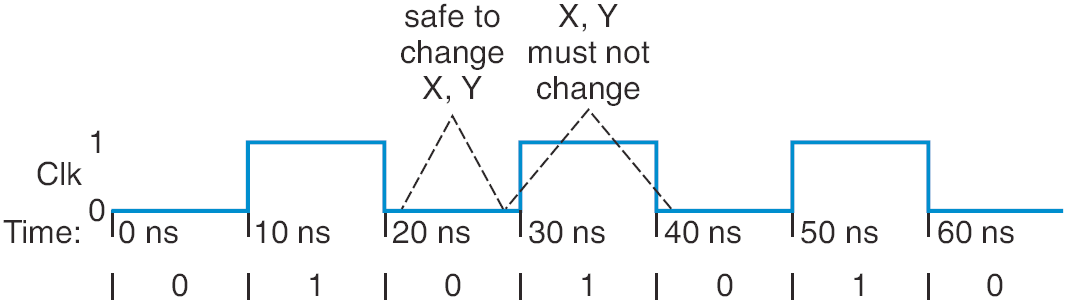 safe to
change
X, Y
X, Y
must not
change
1
Clk
0
Time: 0 ns 10 ns 20 ns 30 ns 40 ns 50 ns 60 ns
0 1 0 1 0 1 0